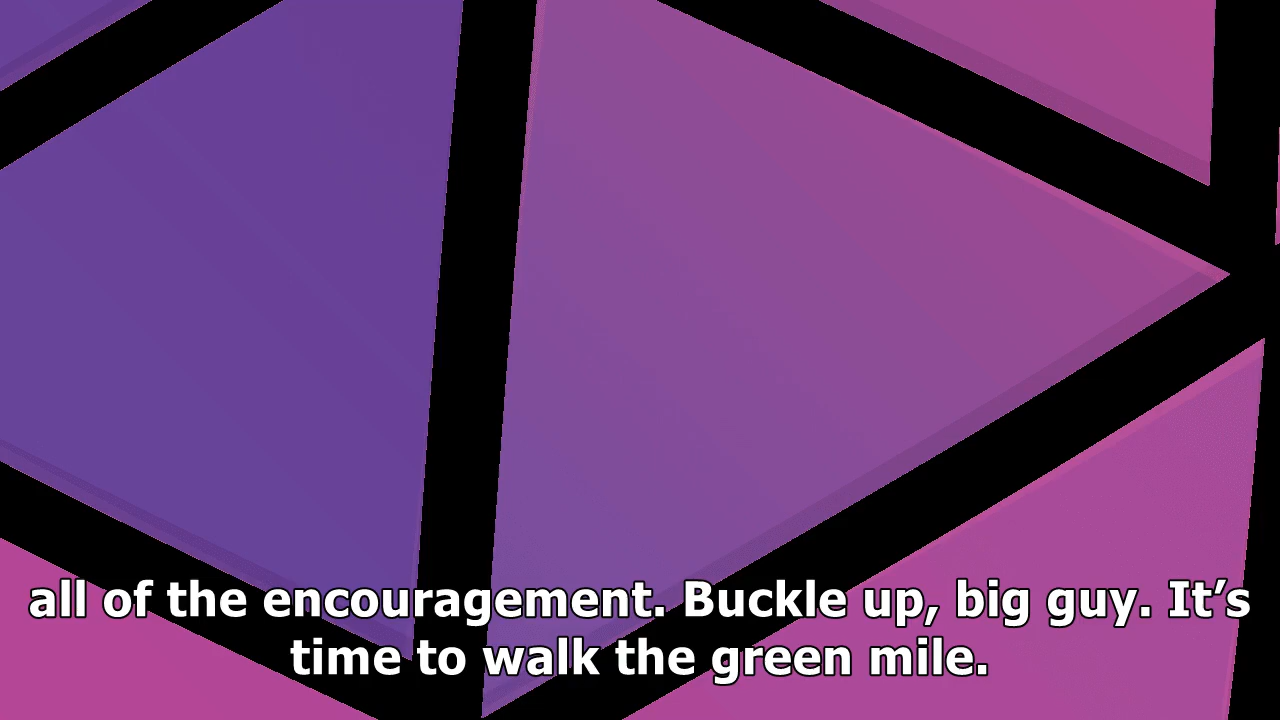 all of the encouragement. Buckle up, big guy. It’s
time to walk the green mile.